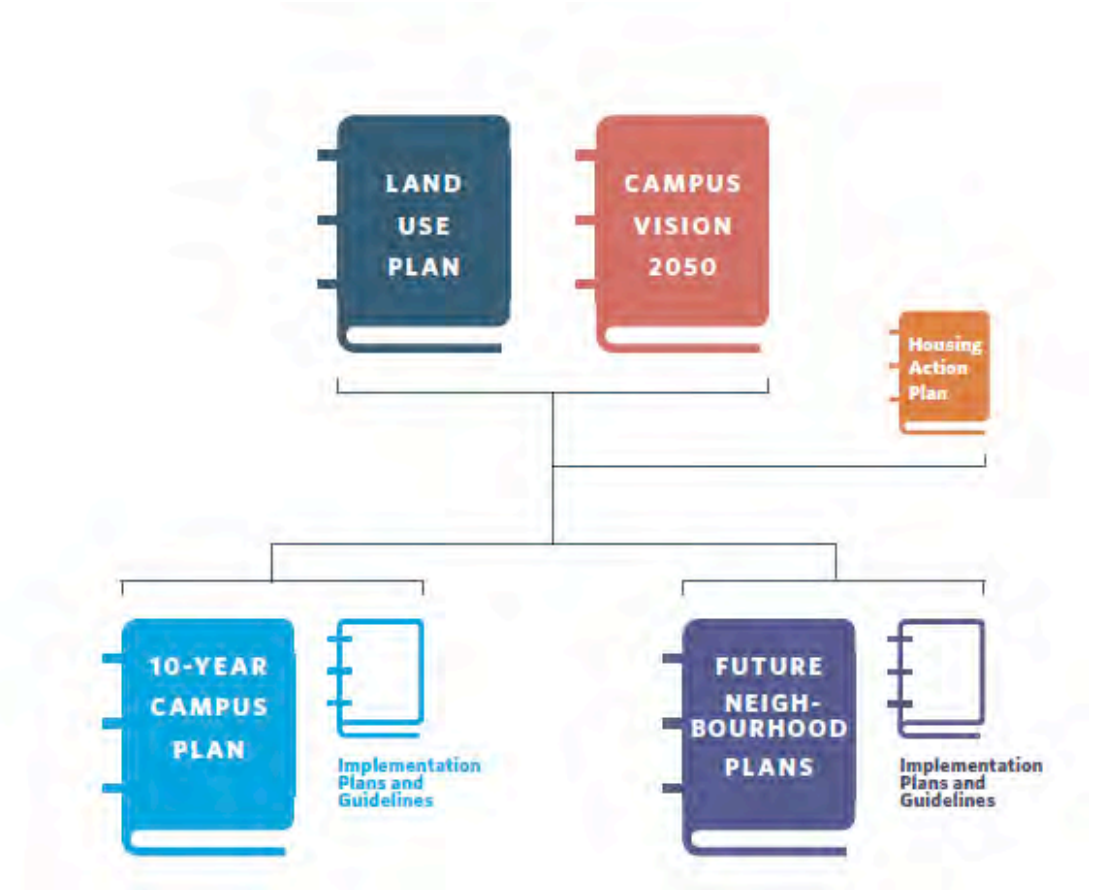 LAND
USE
PLAN
CAMPUS
VISION
2050
Housing
Action
Plan
10-YEAR
CAMPUS
PLAN
Implementation
Plans and
Guidelines
FUTURE
NEIGH-
BOURHOOD
PLANS
Implementation
Plans and
Guidelines